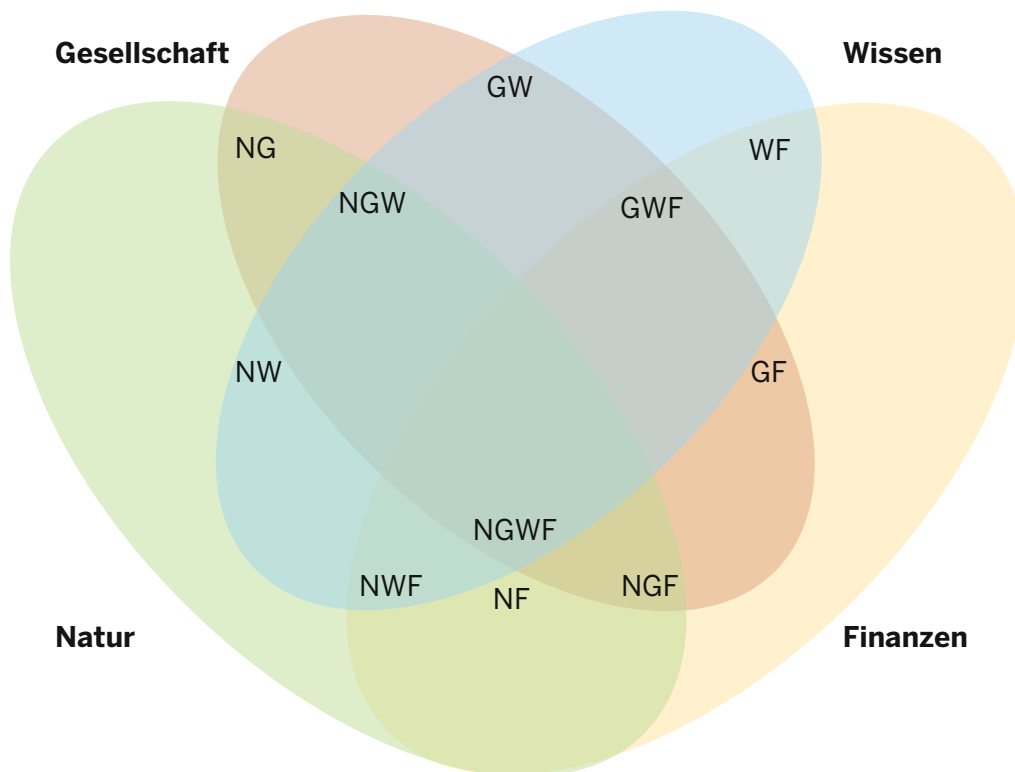 Gesellschaft
Wissen
GW
NG
WF
NGW
GWF
NW
GF
NGWF
NWF
NF
NGF
Natur
Finanzen